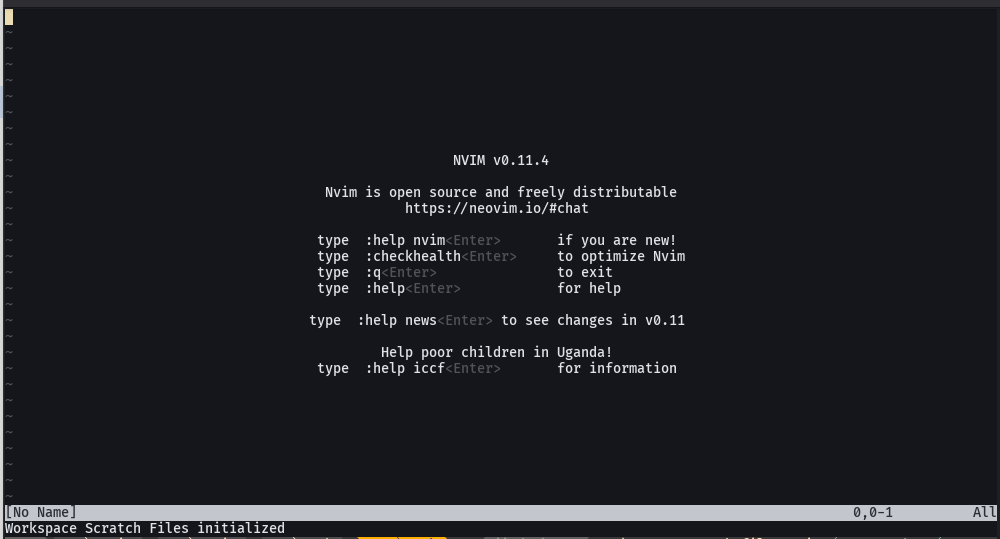 NVIM v0.11.4
Nvim is open source and freely distributable
https://neovim.io/#chat
type :help nvim<Enter> if you are new!
type :checkhealth<Enter> to optimize Nvim
type :q<Enter> to exit
type :help<Enter> for help
type :help news<Enter> to see changes in v0.11
Help poor children in Uganda!
type :help iccf<Enter> for information
[No Name] 0,0-1 All
Workspace Scratch Files initialized